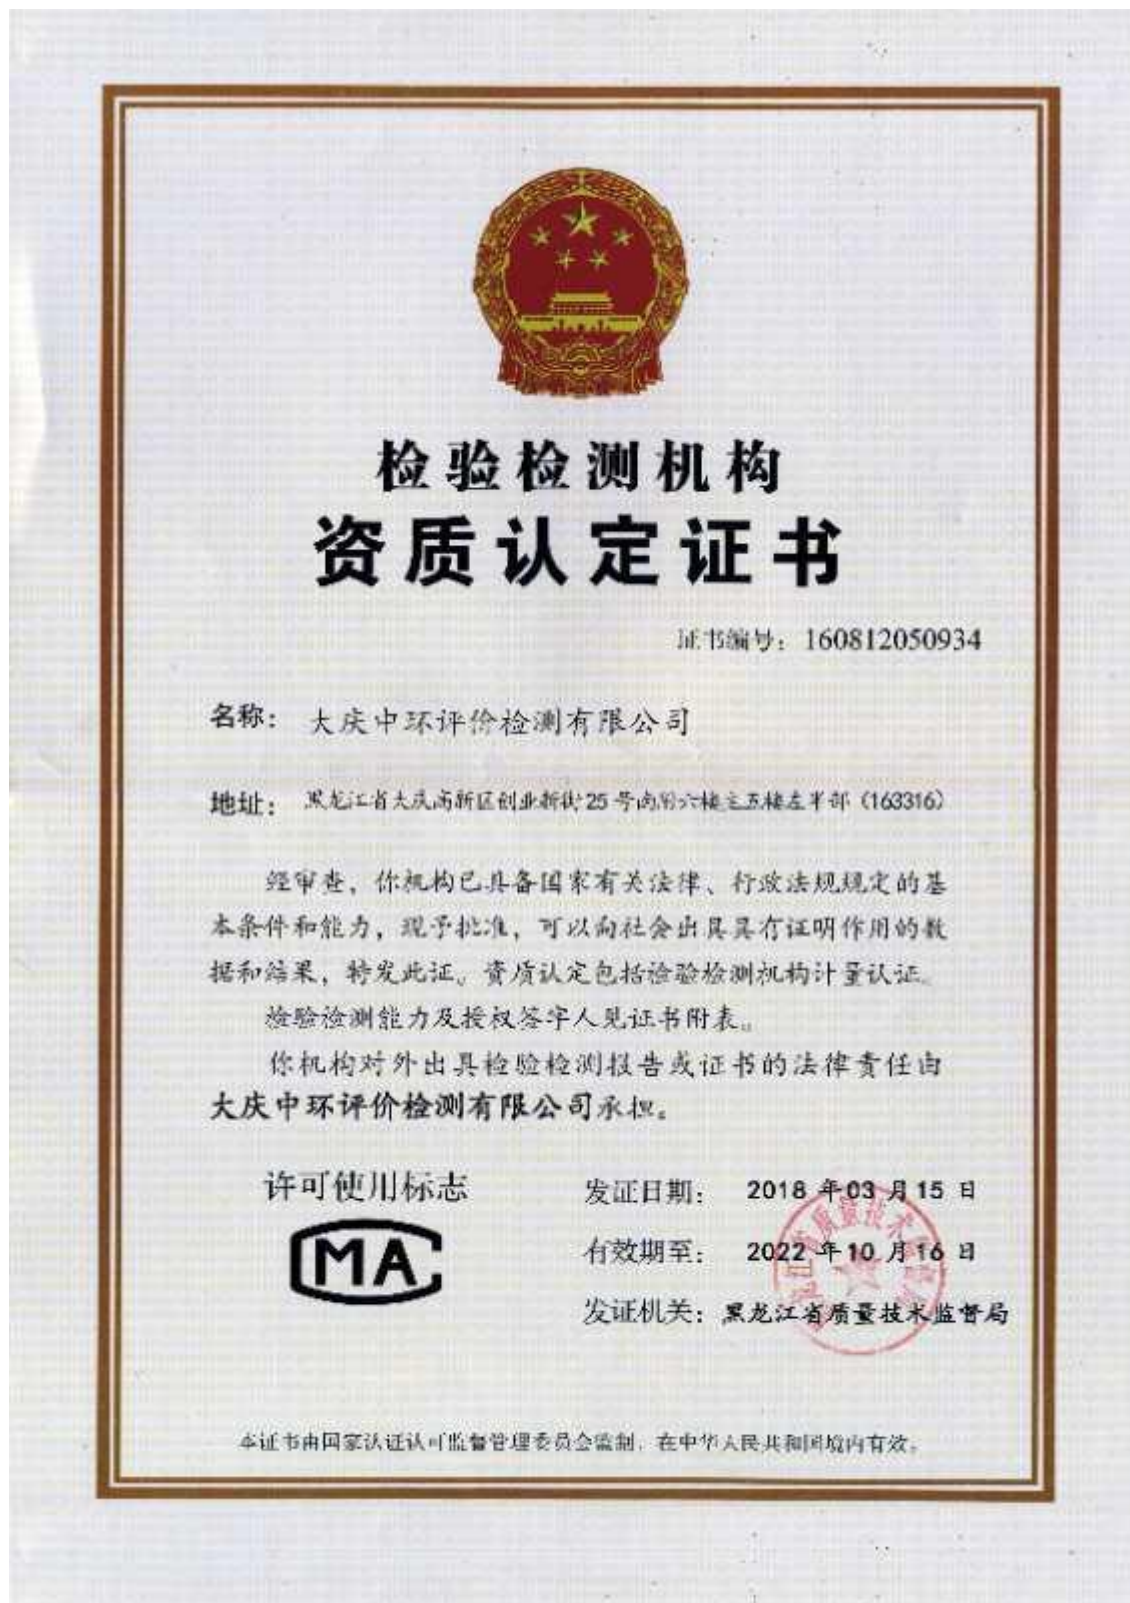 检验检测机构
资质认定证书
证书编号：160812050934
名称：大庆中环评价检测有限公司
地址：黑龙江省大庆高新区创业新街25号南附六楼至五楼左半部（163316）
经审查，你机构已具备国家有关法律、行政法规规定的基
本条件和能力，现予批准，可以向社会出具具有证明作用的数
据和结果，特发此证。资质认定包括检验检测机构计量认证。
检验检测能力及授权签字人见证书附表。
你机构对外出具检验检测报告或证书的法律责任由
大庆中环评价检测有限公司承担。
许可使用标志
MA
发证日期：2018年03月15日
有效期至：2022年10月16日
发证机关：黑龙江省质量技术监督局
本证书由国家认证认可监督管理委员会监制，在中华人民共和国境内有效。